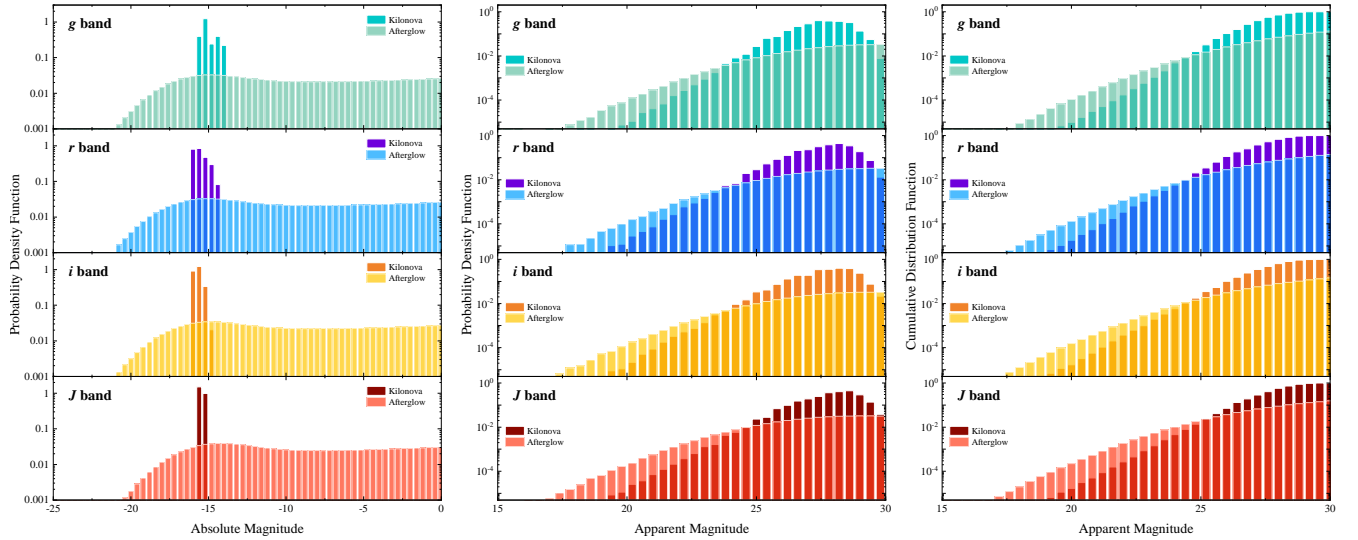 g band
Kilonova
Afterglow
1
0.1
0.01
0.001
r band
Kilonova
Afterglow
1
0.1
0.01
0.001
i band
Kilonova
Afterglow
1
0.1
0.01
0.001
J band
Kilonova
Afterglow
1
0.1
0.01
0.001
-25 -20 -15 -10 -5 0
Absolute Magnitude
Probability Density Function
g band
Kilonova
Afterglow
10^0
10^-2
10^-4
r band
Kilonova
Afterglow
10^0
10^-2
10^-4
i band
Kilonova
Afterglow
10^0
10^-2
10^-4
J band
Kilonova
Afterglow
10^0
10^-2
10^-4
15 20 25 30
Apparent Magnitude
Probability Density Function
g band
Kilonova
Afterglow
10^0
10^-2
10^-4
r band
Kilonova
Afterglow
10^0
10^-2
10^-4
i band
Kilonova
Afterglow
10^0
10^-2
10^-4
J band
Kilonova
Afterglow
10^0
10^-2
10^-4
15 20 25 30
Apparent Magnitude
Cumulative Distribution Function